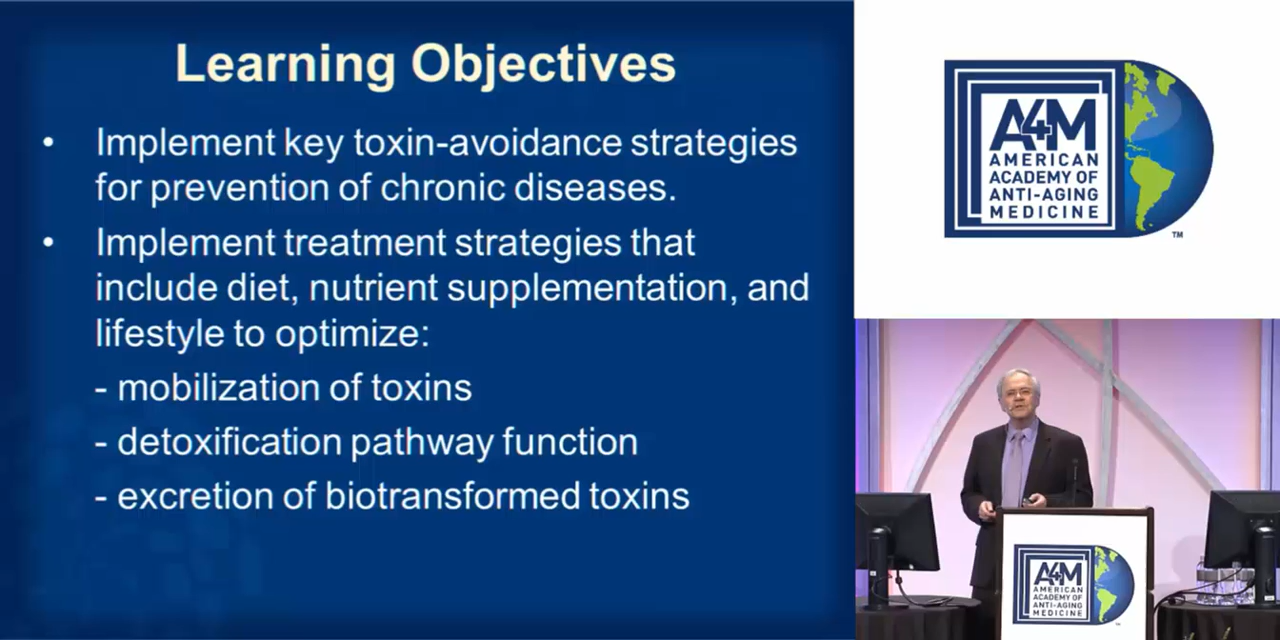 Learning Objectives
• Implement key toxin-avoidance strategies
for prevention of chronic diseases.
• Implement treatment strategies that
include diet, nutrient supplementation, and
lifestyle to optimize:
- mobilization of toxins
- detoxification pathway function
- excretion of biotransformed toxins
A4M
AMERICAN
ACADEMY OF
ANTI-AGING
MEDICINE
TM
A4M
AMERICAN
ACADEMY OF
ANTI-AGING
MEDICINE